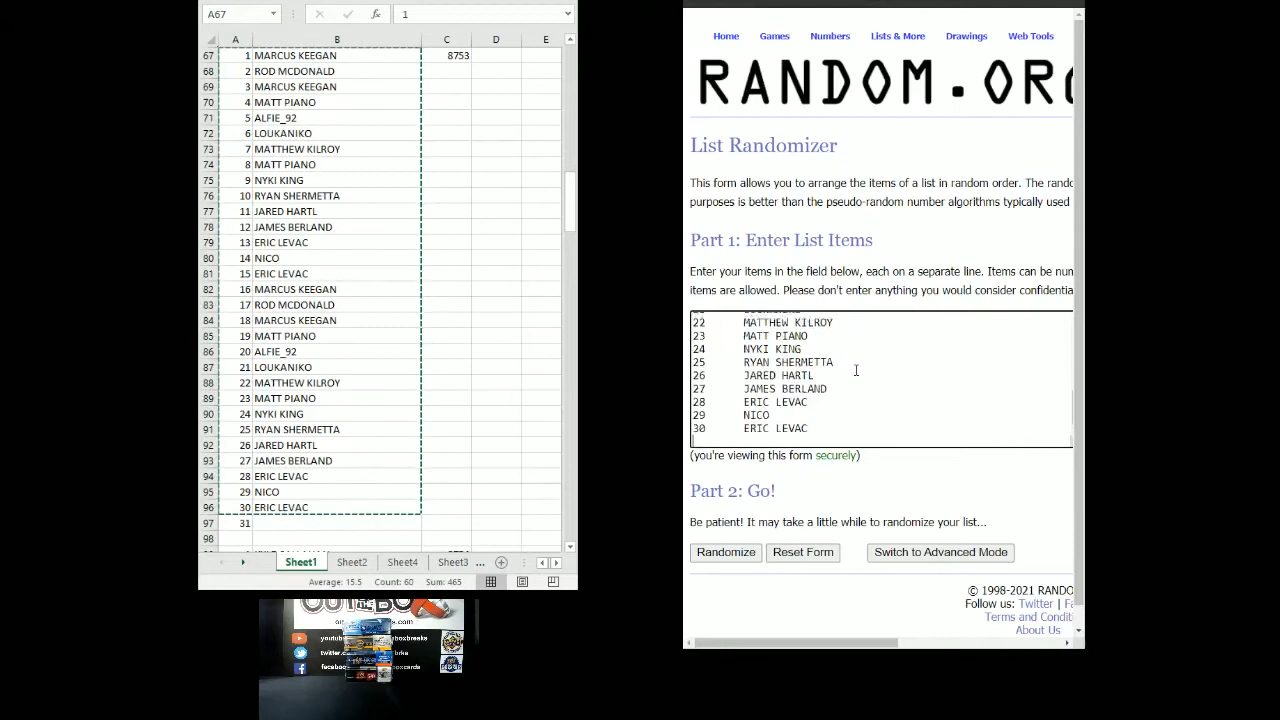 A67
1
A B C D E
67 1 MARCUS KEEGAN 8753
68 2 ROD MCDONALD
69 3 MARCUS KEEGAN
70 4 MATT PIANO
71 5 ALFIE_92
72 6 LOUKANIKO
73 7 MATTHEW KILROY
74 8 MATT PIANO
75 9 NYKI KING
76 10 RYAN SHERMETTA
77 11 JARED HARTL
78 12 JAMES BERLAND
79 13 ERIC LEVAC
80 14 NICO
81 15 ERIC LEVAC
82 16 MARCUS KEEGAN
83 17 ROD MCDONALD
84 18 MARCUS KEEGAN
85 19 MATT PIANO
86 20 ALFIE_92
87 21 LOUKANIKO
88 22 MATTHEW KILROY
89 23 MATT PIANO
90 24 NYKI KING
91 25 RYAN SHERMETTA
92 26 JARED HARTL
93 27 JAMES BERLAND
94 28 ERIC LEVAC
95 29 NICO
96 30 ERIC LEVAC
97 31
98
Sheet1 Sheet2 Sheet4 Sheet3 ...
Average: 15.5 Count: 60 Sum: 465
Home Games Numbers Lists & More Drawings Web Tools
RANDOM.ORG
List Randomizer
This form allows you to arrange the items of a list in random order. The rando
purposes is better than the pseudo-random number algorithms typically used
Part 1: Enter List Items
Enter your items in the field below, each on a separate line. Items can be num
items are allowed. Please don't enter anything you would consider confidentia
22 MATTHEW KILROY
23 MATT PIANO
24 NYKI KING
25 RYAN SHERMETTA
26 JARED HARTL
27 JAMES BERLAND
28 ERIC LEVAC
29 NICO
30 ERIC LEVAC
(you're viewing this form securely)
Part 2: Go!
Be patient! It may take a little while to randomize your list...
Randomize Reset Form Switch to Advanced Mode
© 1998-2021 RANDO
Follow us: Twitter | Fa
Terms and Conditi
About Us